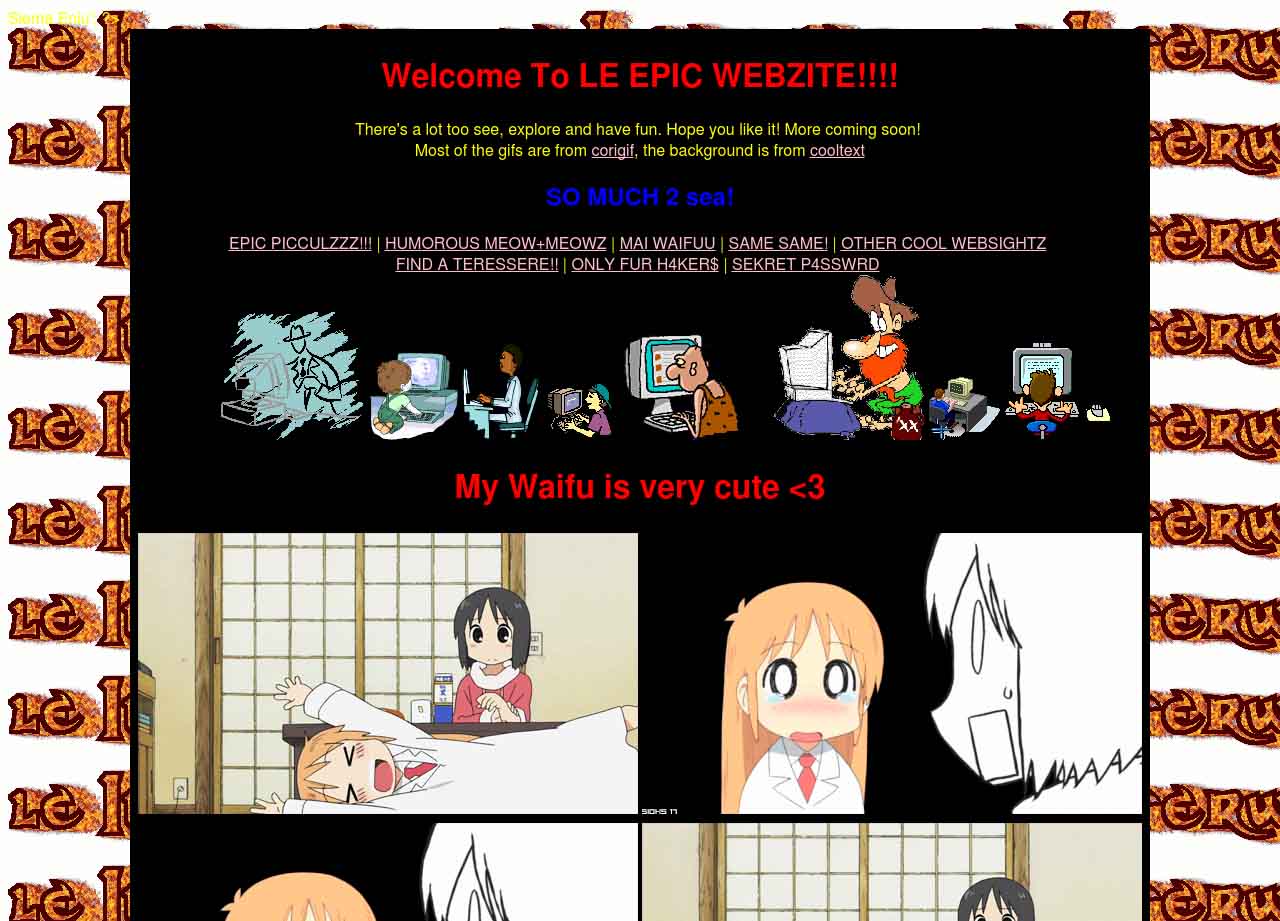 Welcome To LE EPIC WEBZITE!!!!
There's a lot too see, explore and have fun. Hope you like it! More coming soon!
Most of the gifs are from corigif, the background is from cooltext
SO MUCH 2 sea!
EPIC PICCULZZZ!!! | HUMOROUS MEOW+MEOWZ | MAI WAIFUU | SAME SAME! | OTHER COOL WEBSIGHTZ
FIND A TERESSERE!! | ONLY FUR H4KER$ | SEKRET P4SSWRD
XX
My Waifu is very cute <3